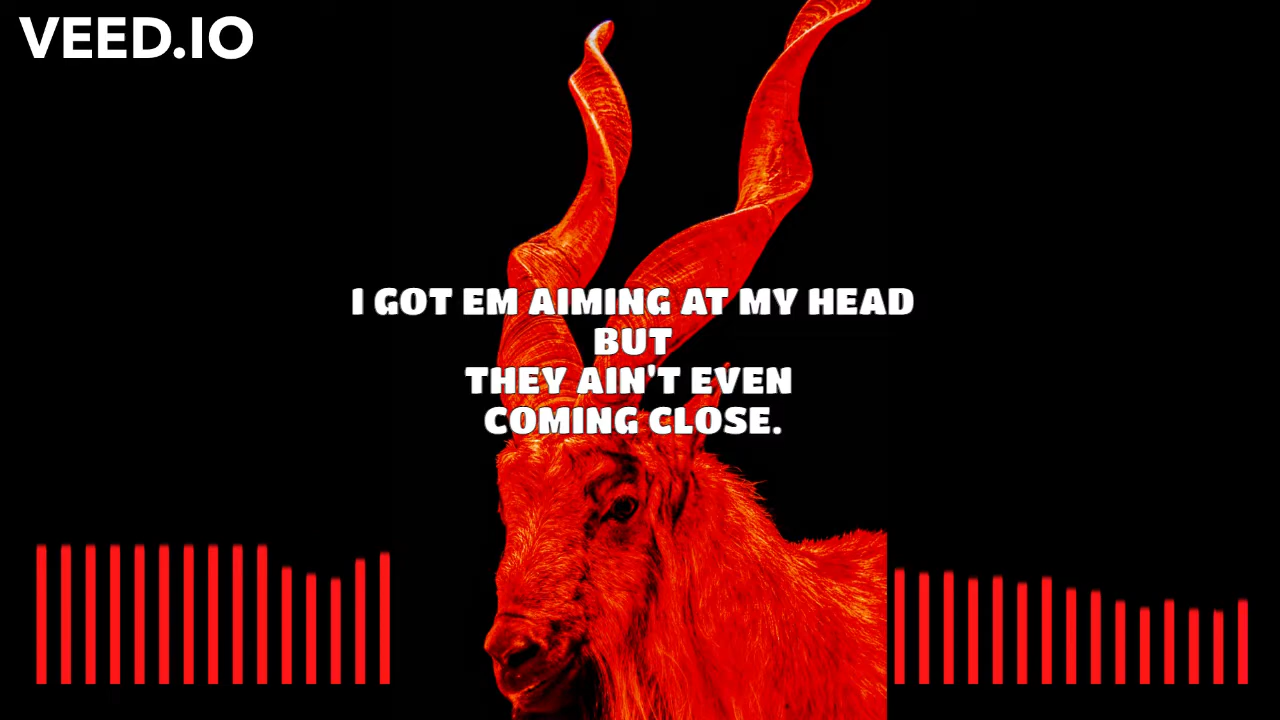 VEED.IO
I GOT EM AIMING AT MY HEAD
BUT
THEY AIN'T EVEN
COMING CLOSE.